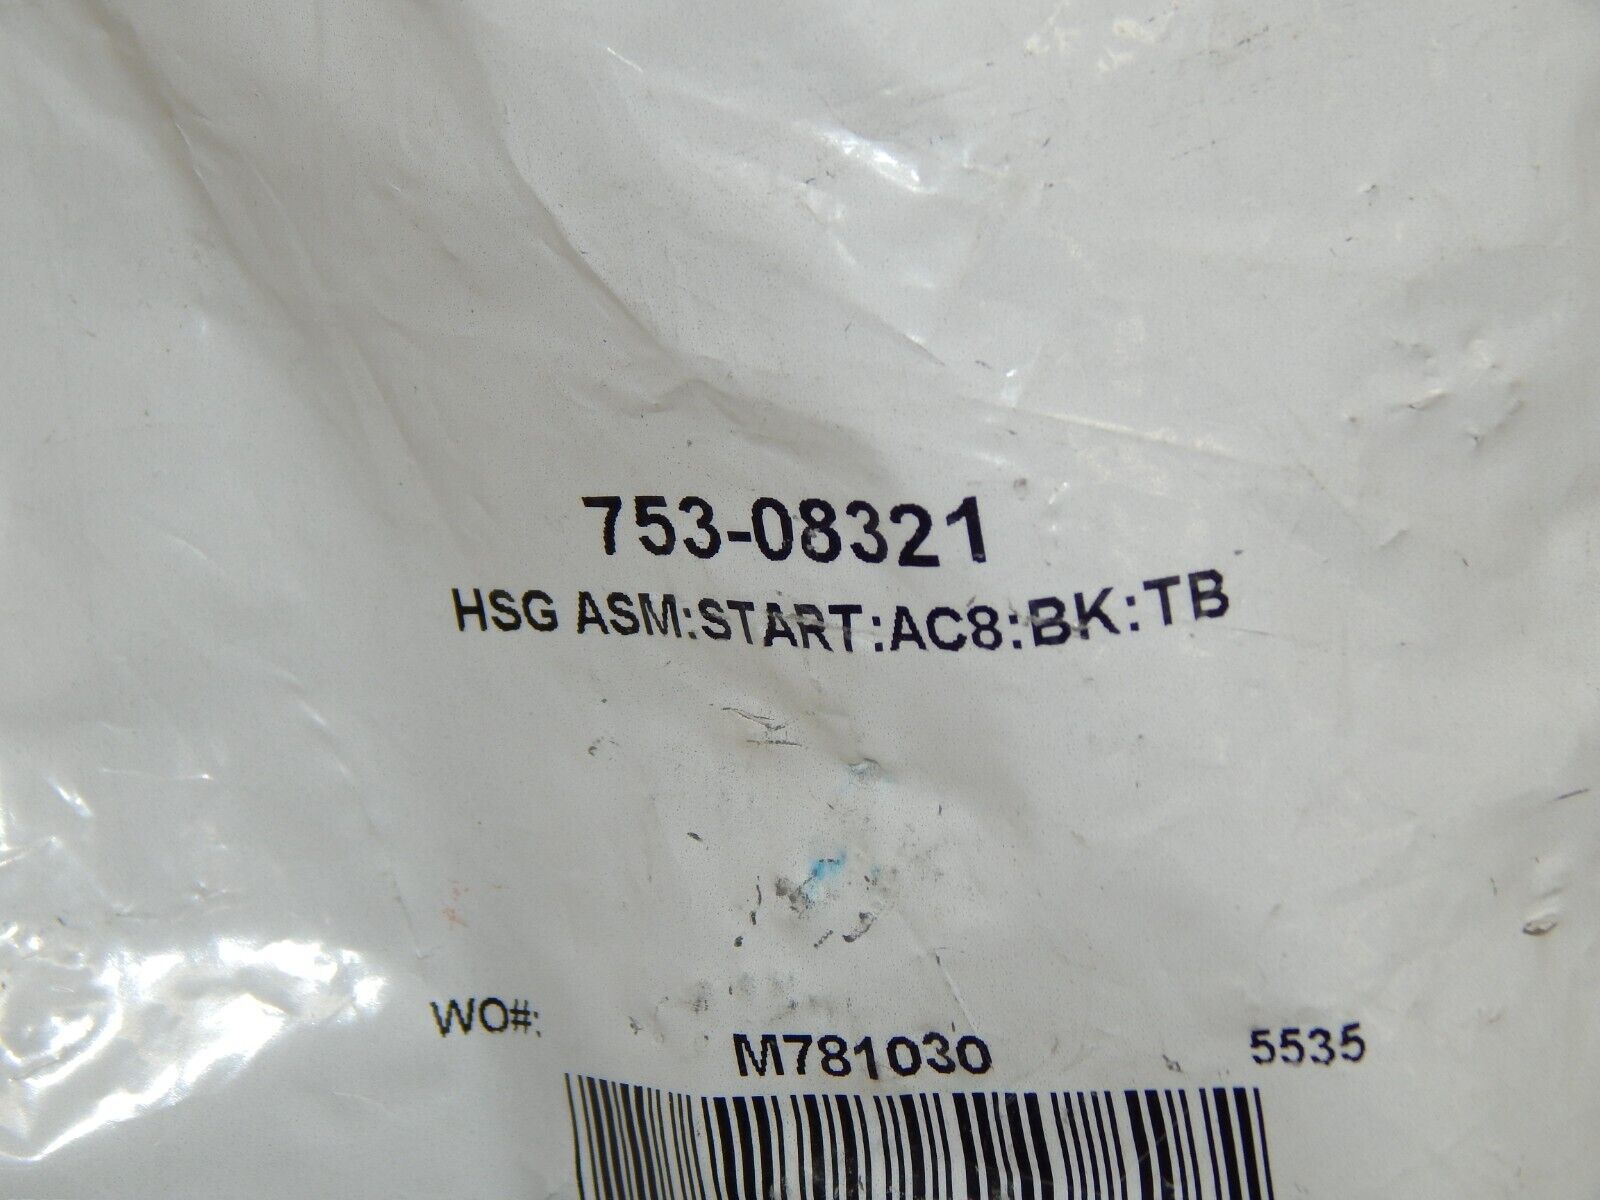 753-08321
HSG ASM:START:AC8:BK:TB
WO#:
M781030
5535